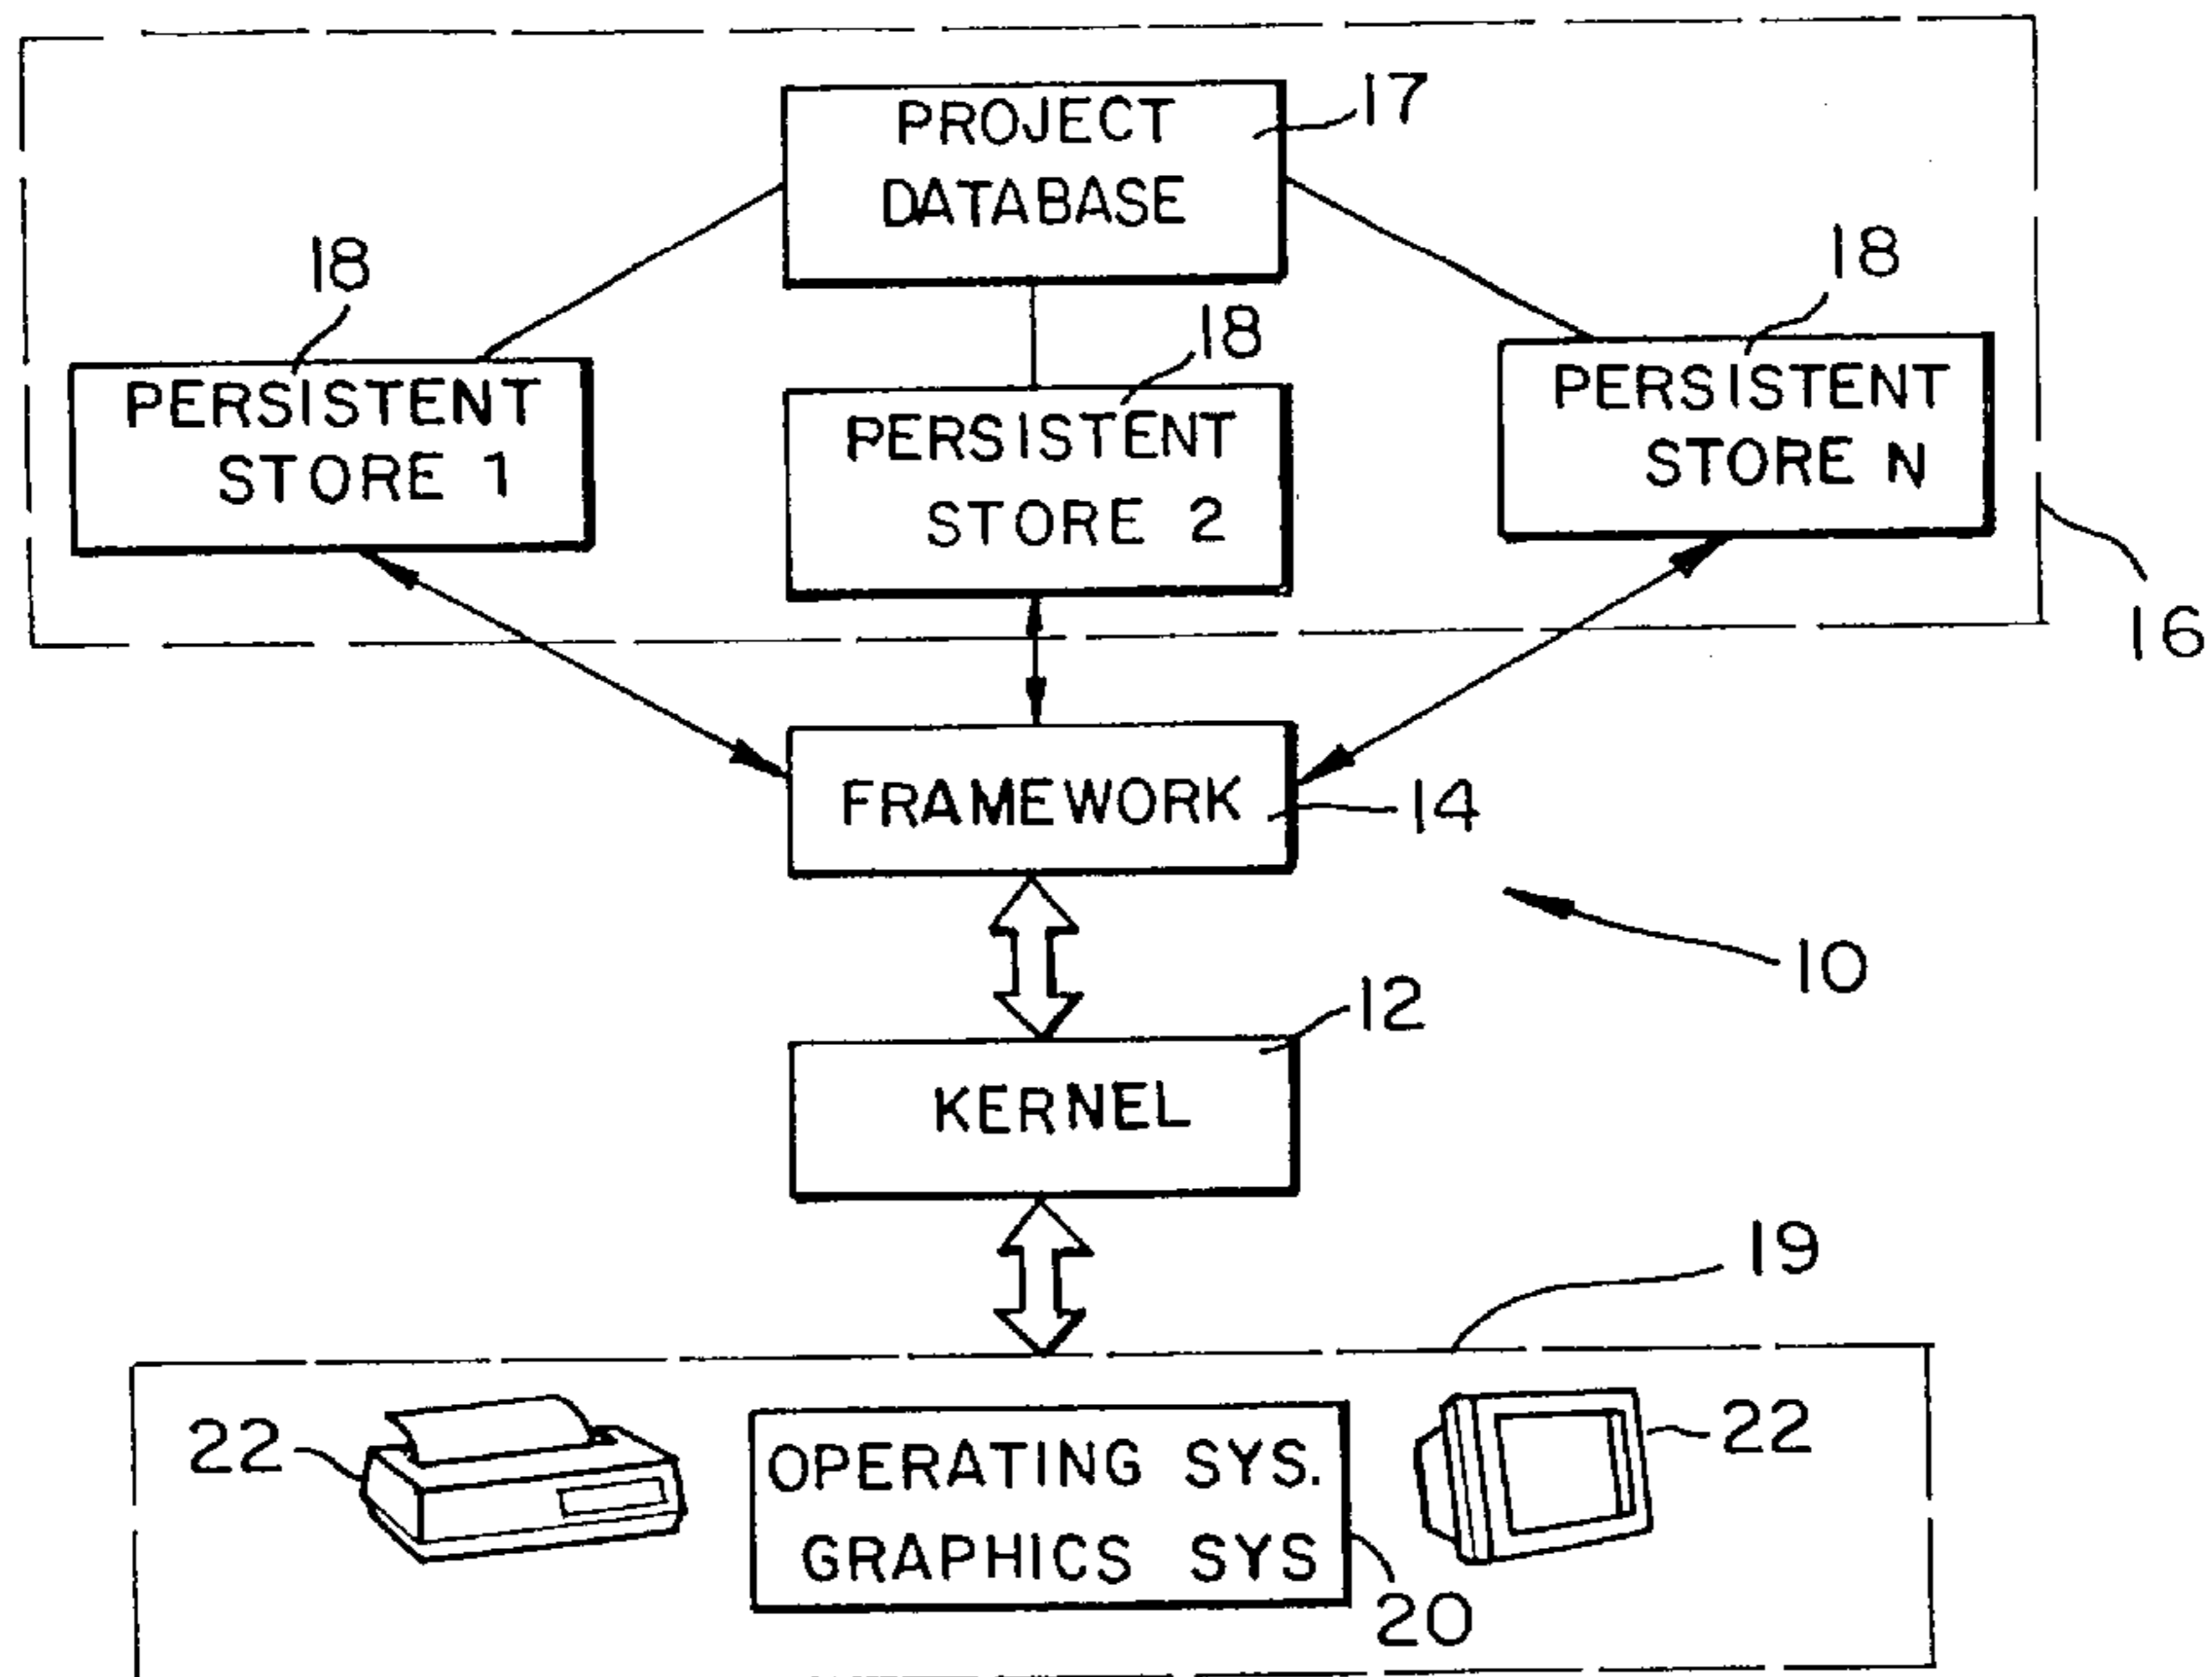 PROJECT
DATABASE
17
18
18
18
PERSISTENT
STORE 1
PERSISTENT
STORE 2
PERSISTENT
STORE N
16
FRAMEWORK
14
10
12
KERNEL
19
22
OPERATING SYS.
GRAPHICS SYS
22
20